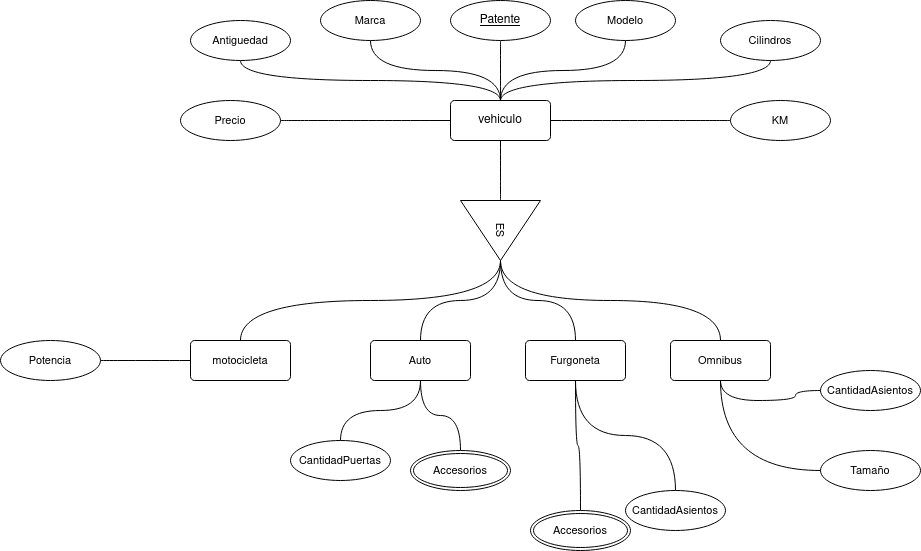 Marca
Patente
Modelo
Antiguedad
Cilindros
Precio
vehiculo
KM
ES
Potencia
motocicleta
Auto
Furgoneta
Omnibus
CantidadAsientos
CantidadPuertas
Accesorios
Tamaño
CantidadAsientos
Accesorios